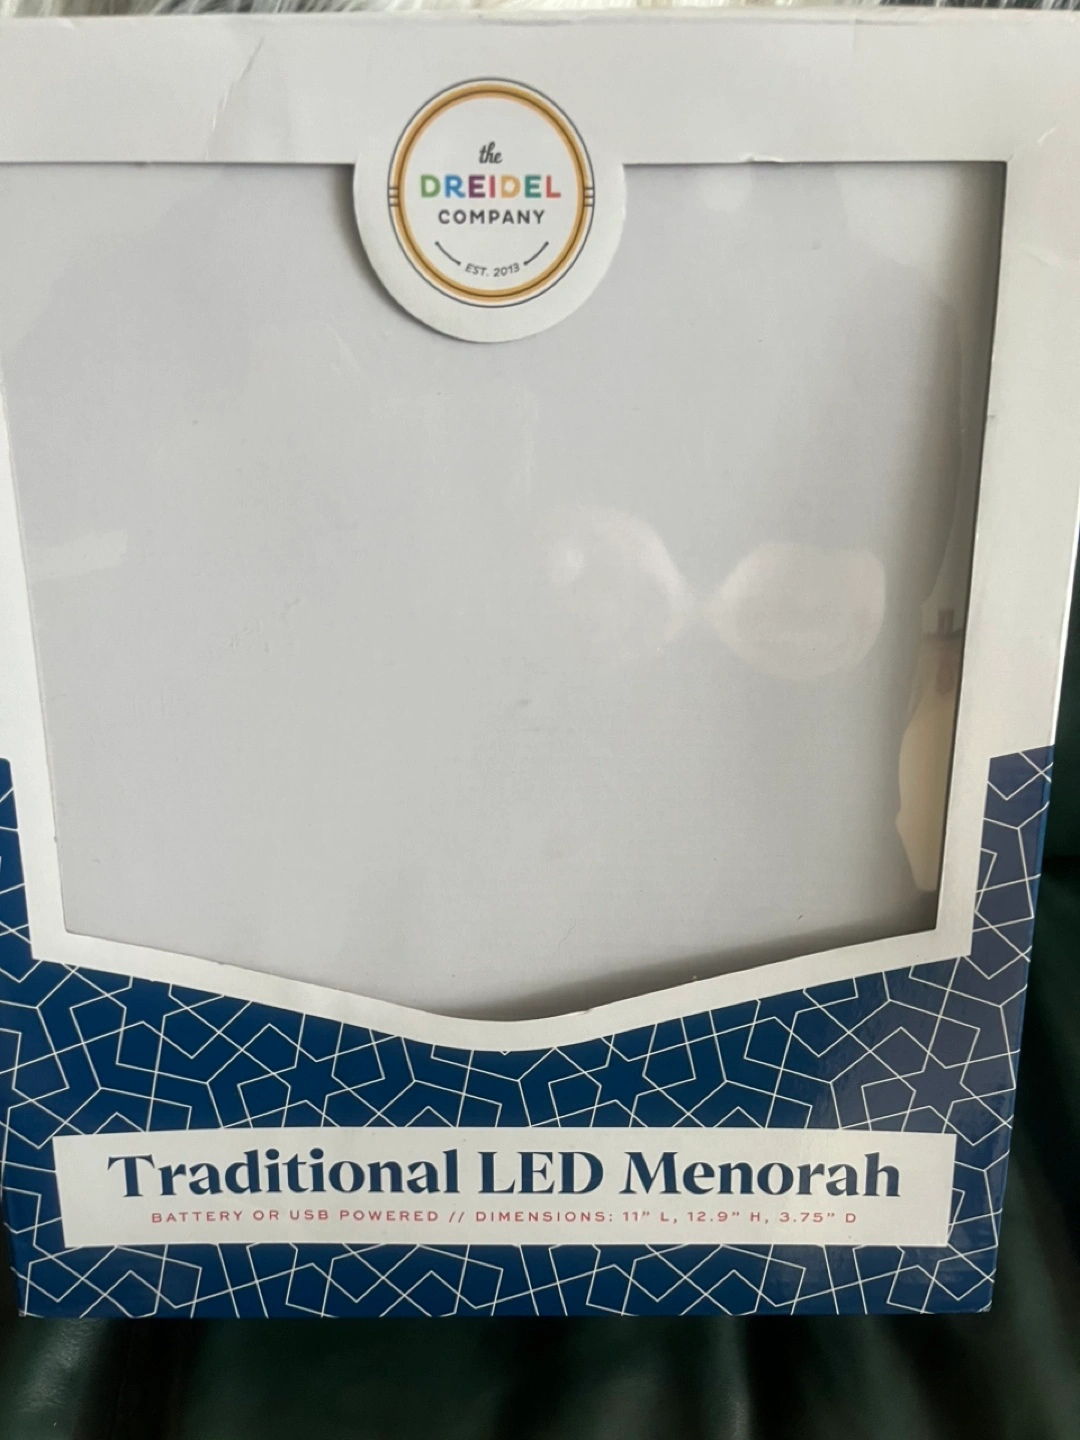 the
DREIDEL
COMPANY
EST. 2013
Traditional LED Menorah
BATTERY OR USB POWERED // DIMENSIONS: 11" L, 12.9" H, 3.75" D